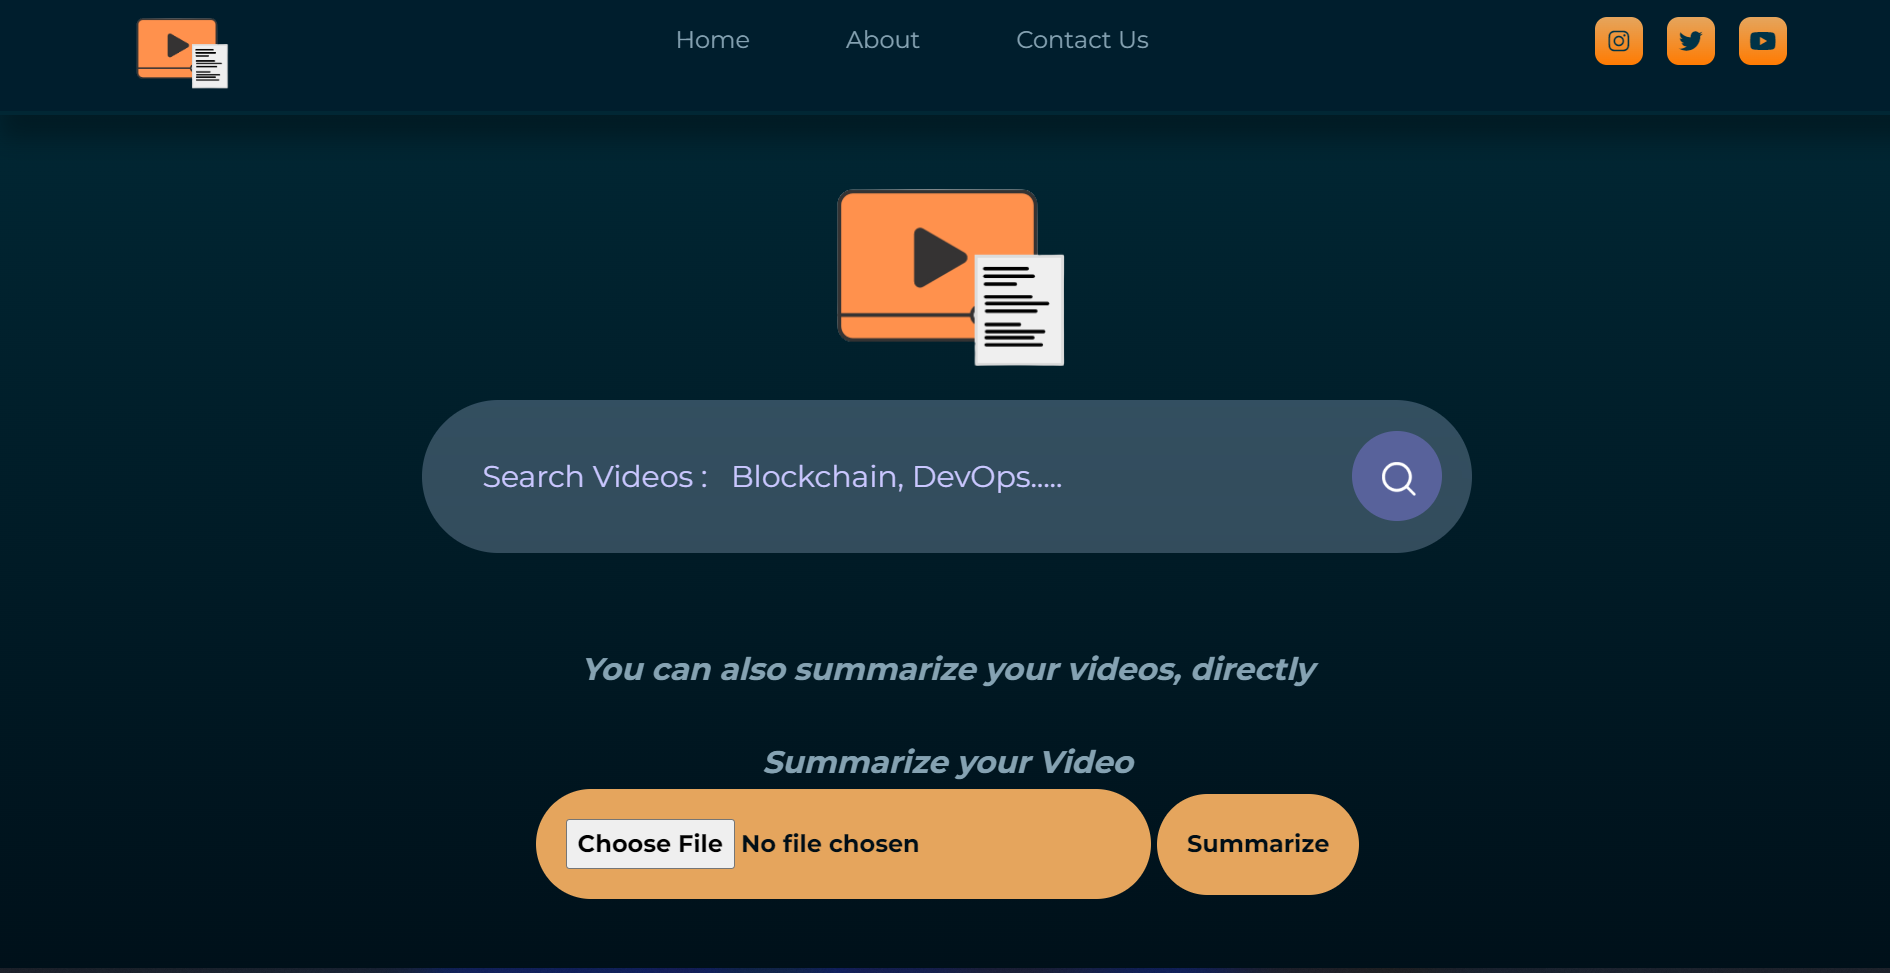 Home About Contact Us
Search Videos : Blockchain, DevOps.....
You can also summarize your videos, directly
Summarize your Video
Choose File No file chosen Summarize